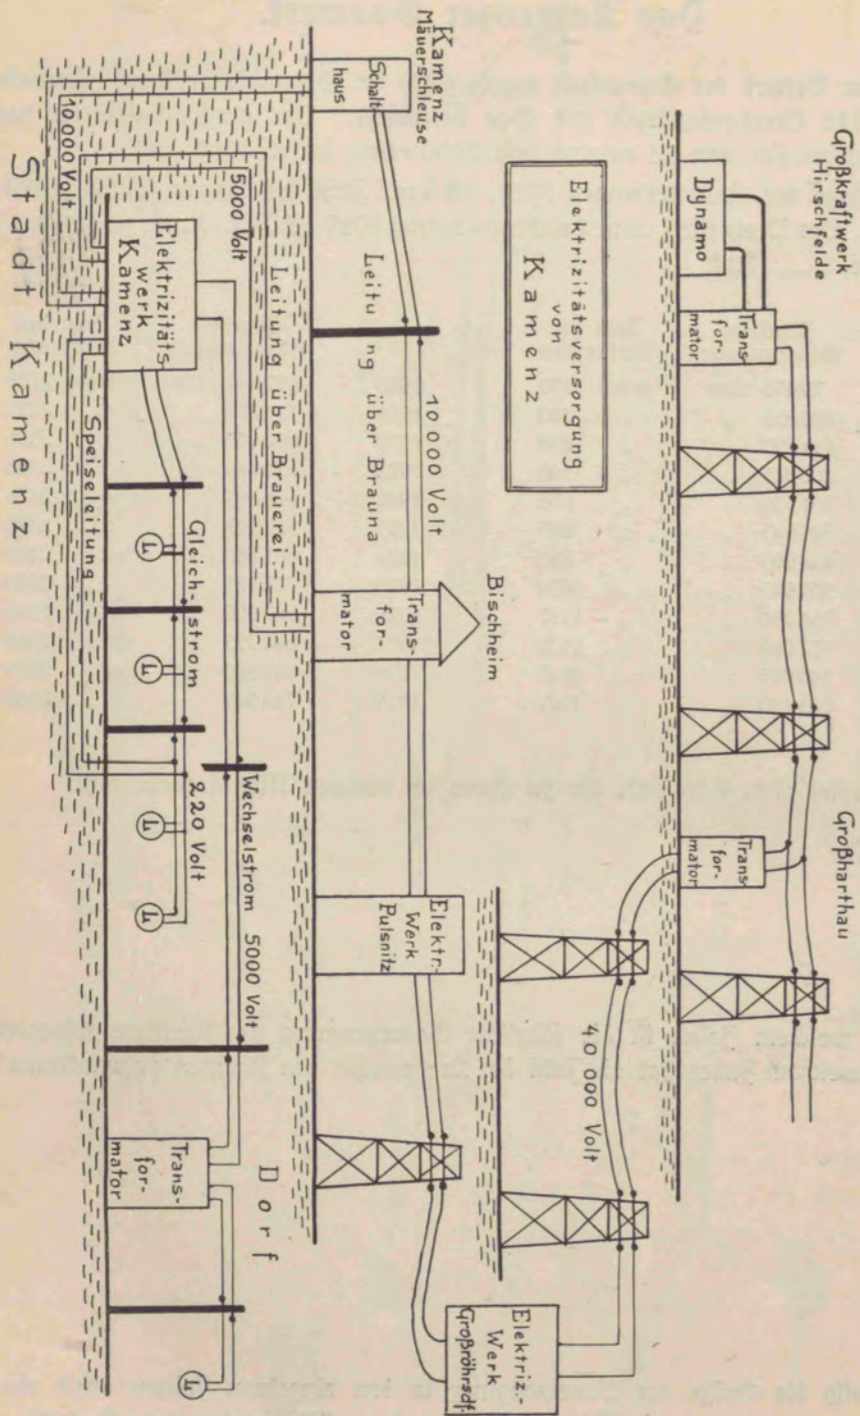 Großkraftwerk
Hirschfelde
Großharthau
Dynamo
Trans-
for-
mator
Trans-
for-
mator
Elektrizitätsversorgung
von
Kamenz
40 000 Volt
Elektriz-
Werk
Großröhrsdf.
Kamenz
Mäuerschleuse
Bischheim
10 000 Volt
Schalt
haus
Leitung über Brauna
Trans-
for-
mator
Elektr.-
Werk
Pulsnitz
5000 Volt
Leitung über Brauerei
10 000 Volt
Elektrizitäts
werk
Kamenz
Wechselstrom 5000 Volt
Gleich-strom
220 Volt
L
L
L
L
Speiseleitung
Dorf
Trans-
for-
mator
L
Stadt Kamenz